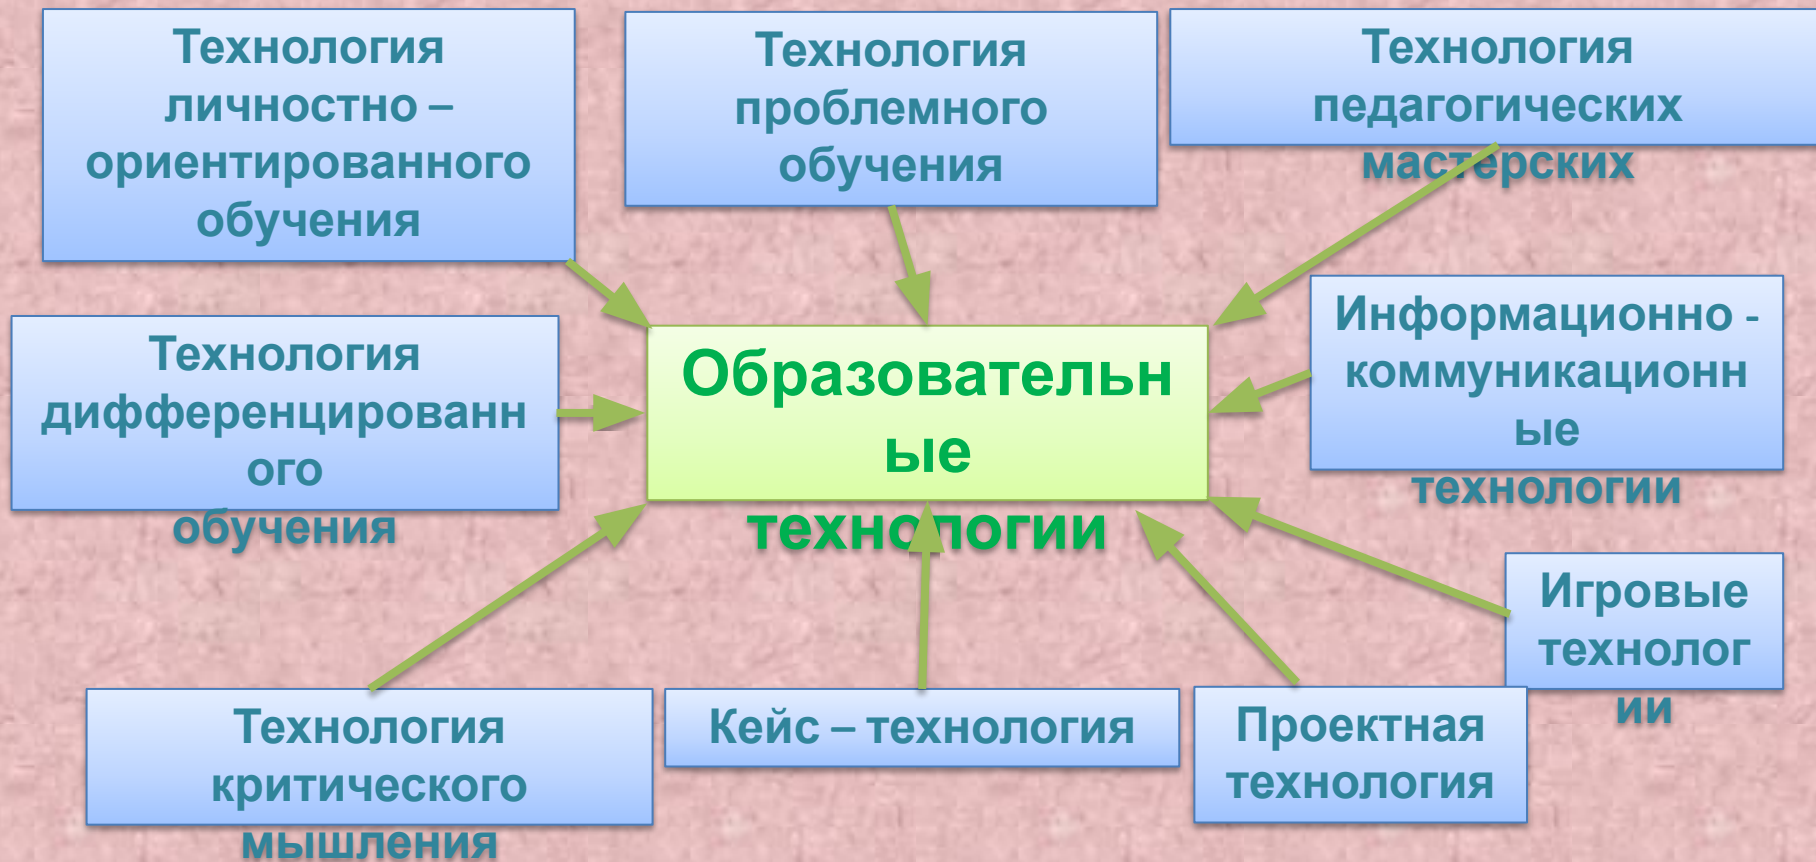 Технология
личностно –
ориентированного
обучения
Технология
проблемного
обучения
Технология
педагогических
мастерских
Технология
дифференцированн
ого
обучения
Образовательн
ые
технологии
Информационно -
коммуникационн
ые
технологии
Игровые
технолог
ии
Технология
критического
мышления
Кейс – технология
Проектная
технология